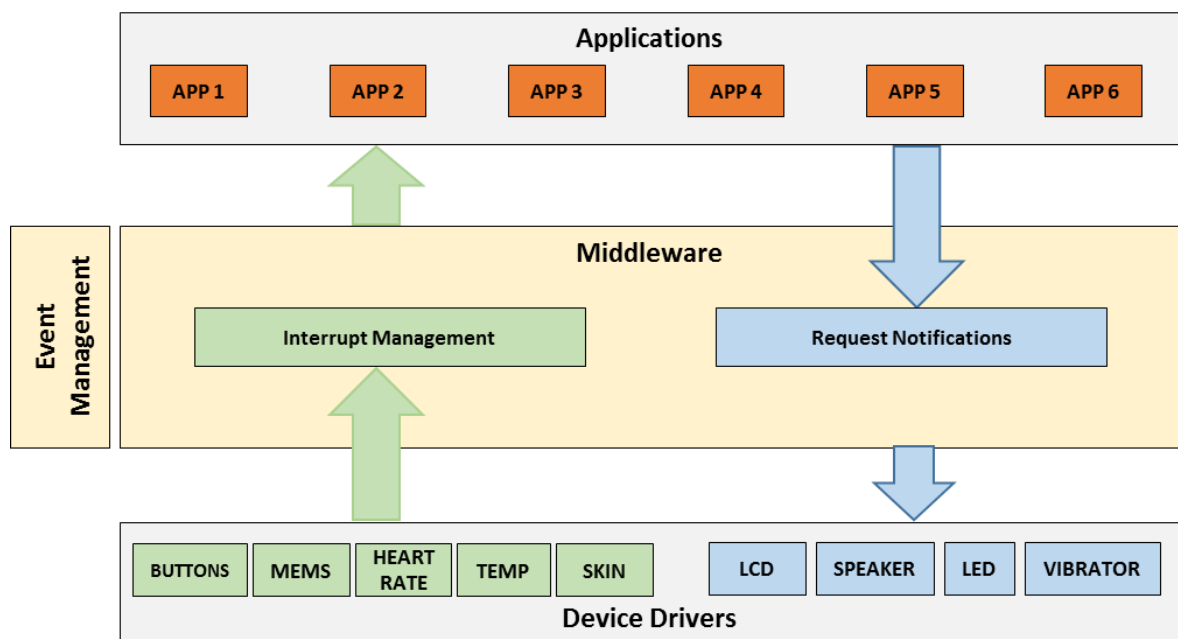 Applications
APP 1
APP 2
APP 3
APP 4
APP 5
APP 6
Event
Management
Middleware
Interrupt Management
Request Notifications
BUTTONS
MEMS
HEART
RATE
TEMP
SKIN
LCD
SPEAKER
LED
VIBRATOR
Device Drivers